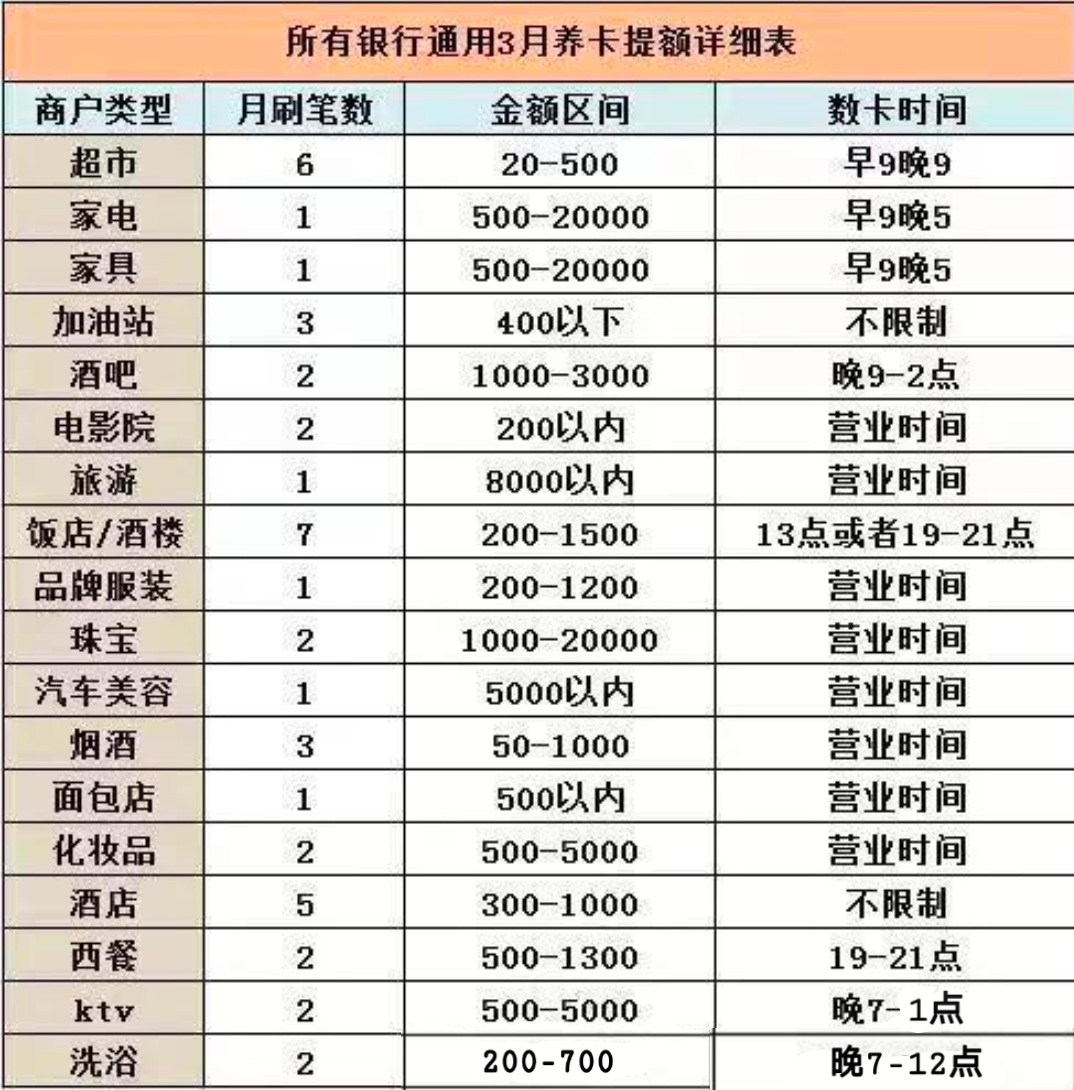 所有银行通用3月养卡提额详细表
商户类型 月刷笔数 金额区间 数卡时间
超市 6 20-500 早9晚9
家电 1 500-20000 早9晚5
家具 1 500-20000 早9晚5
加油站 3 400以下 不限制
酒吧 2 1000-3000 晚9-2点
电影院 2 200以内 营业时间
旅游 1 8000以内 营业时间
饭店/酒楼 7 200-1500 13点或者19-21点
品牌服装 1 200-1200 营业时间
珠宝 2 1000-20000 营业时间
汽车美容 1 5000以内 营业时间
烟酒 3 50-1000 营业时间
面包店 1 500以内 营业时间
化妆品 2 500-5000 营业时间
酒店 5 300-1000 不限制
西餐 2 500-1300 19-21点
ktv 2 500-5000 晚7-1点
洗浴 2 200-700 晚7-12点